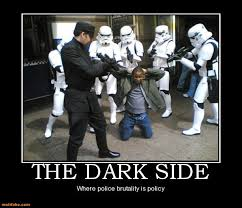 THE DARK SIDE
Where police brutality is policy